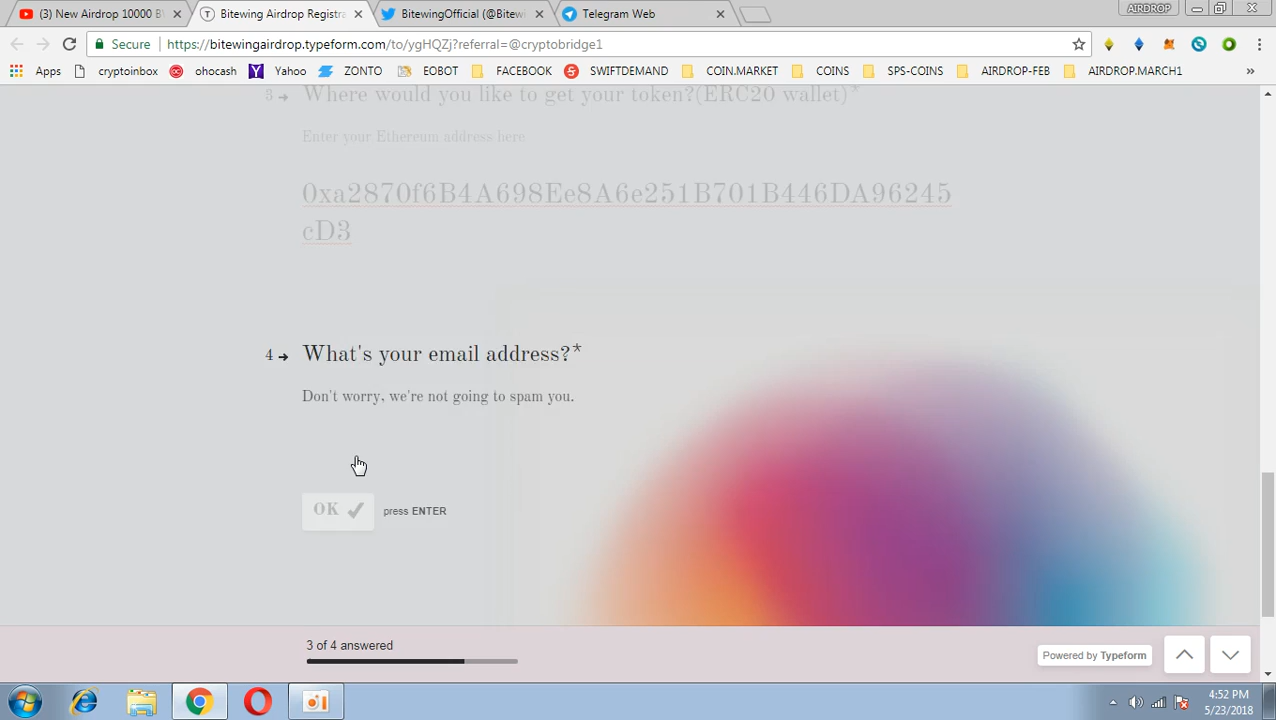 (3) New Airdrop 10000 B
Bitewing Airdrop Registra
BitewingOfficial (@Bitewi
Telegram Web
AIRDROP
Secure
https://bitewingairdrop.typeform.com/to/ygHQZj?referral=@cryptobridge1
Apps
cryptoinbox
ohocash
Yahoo
ZONTO
EOBOT
FACEBOOK
SWIFTDEMAND
COIN.MARKET
COINS
SPS-COINS
AIRDROP-FEB
AIRDROP.MARCH1
»
3 → Where would you like to get your token?(ERC20 wallet)*
Enter your Ethereum address here
0xa2870f6B4A698Ee8A6e251B701B446DA96245
cD3
4 → What's your email address?*
Don't worry, we're not going to spam you.
OK ✓ press ENTER
3 of 4 answered
Powered by Typeform
4:52 PM
5/23/2018